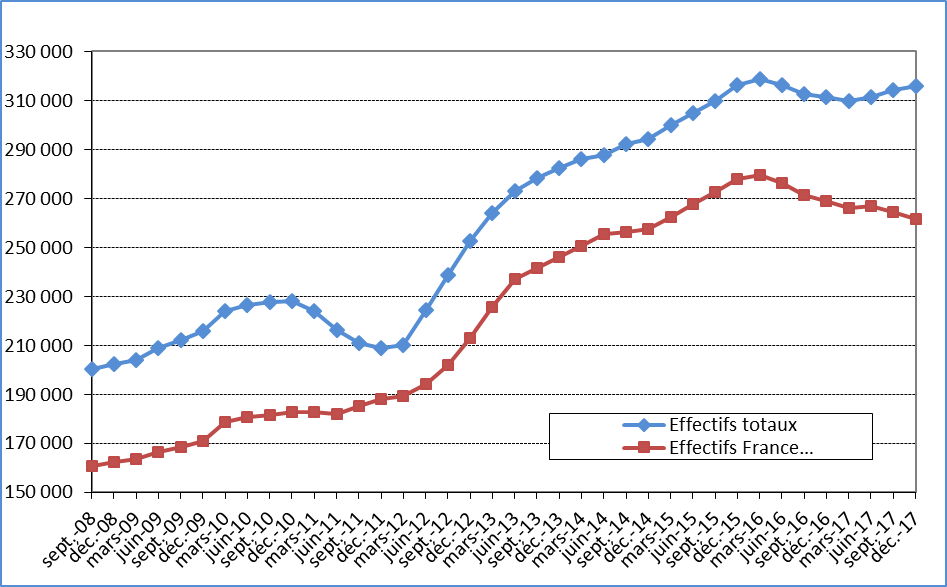 330 000
310 000
290 000
270 000
250 000
230 000
210 000
190 000
170 000
150 000
Effectifs totaux
Effectifs France...
sept.-08
déc.-08
mars-09
juin-09
sept.-09
déc.-09
mars-10
juin-10
sept.-10
déc.-10
mars-11
juin-11
sept.-11
déc.-11
mars-12
juin-12
sept.-12
déc.-12
mars-13
juin-13
sept.-13
déc.-13
mars-14
juin-14
sept.-14
déc.-14
mars-15
juin-15
sept.-15
déc.-15
mars-16
juin-16
sept.-16
déc.-16
mars-17
juin-17
sept.-17
déc.-17